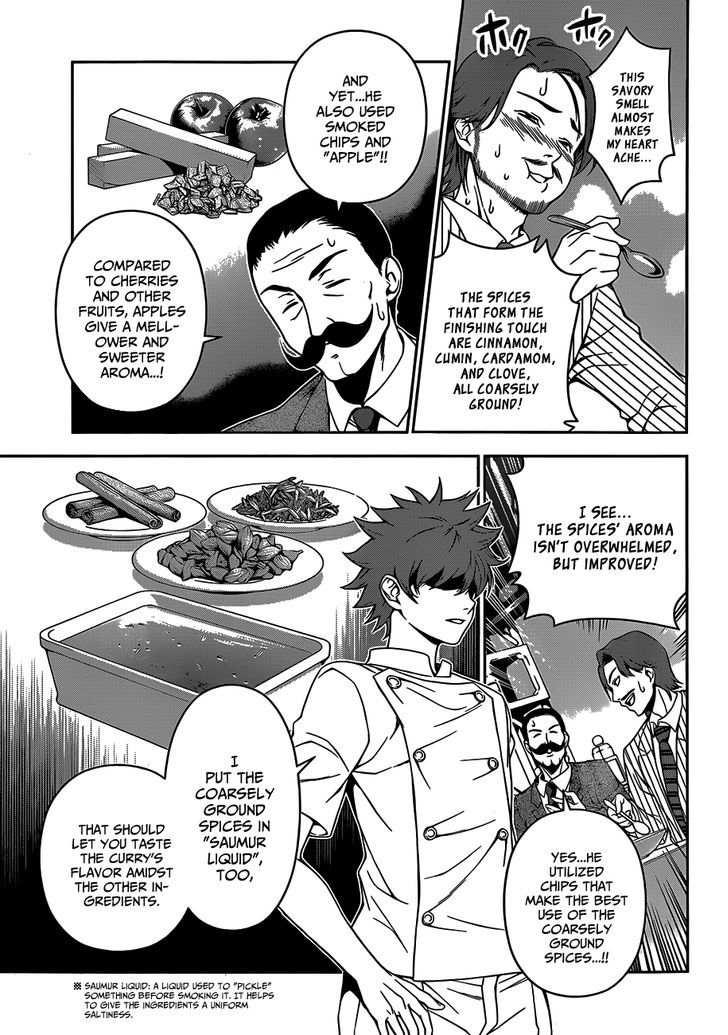 ホク
ホク
THIS
SAVORY
SMELL
ALMOST
MAKES
MY HEART
ACHE...
THE SPICES
THAT FORM THE
FINISHING TOUCH
ARE CINNAMON,
CUMIN, CARDAMOM,
AND CLOVE,
ALL COARSELY
GROUND!
AND
YET...HE
ALSO USED
SMOKED
CHIPS AND
"APPLE"!!
COMPARED
TO CHERRIES
AND OTHER
FRUITS, APPLES
GIVE A MELL-
OWER AND
SWEETER
AROMA...!
I SEE...
THE SPICES' AROMA
ISN'T OVERWHELMED,
BUT IMPROVED!
YES...HE
UTILIZED
CHIPS THAT
MAKE THE BEST
USE OF THE
COARSELY
GROUND
SPICES...!!
I
PUT THE
COARSELY
GROUND
SPICES IN
"SAUMUR
LIQUID",
TOO,
THAT SHOULD
LET YOU TASTE
THE CURRY'S
FLAVOR AMIDST
THE OTHER IN-
GREDIENTS.
※ SAUMUR LIQUID: A LIQUID USED TO "PICKLE"
SOMETHING BEFORE SMOKING IT. IT HELPS
TO GIVE THE INGREDIENTS A UNIFORM
SALTINESS.